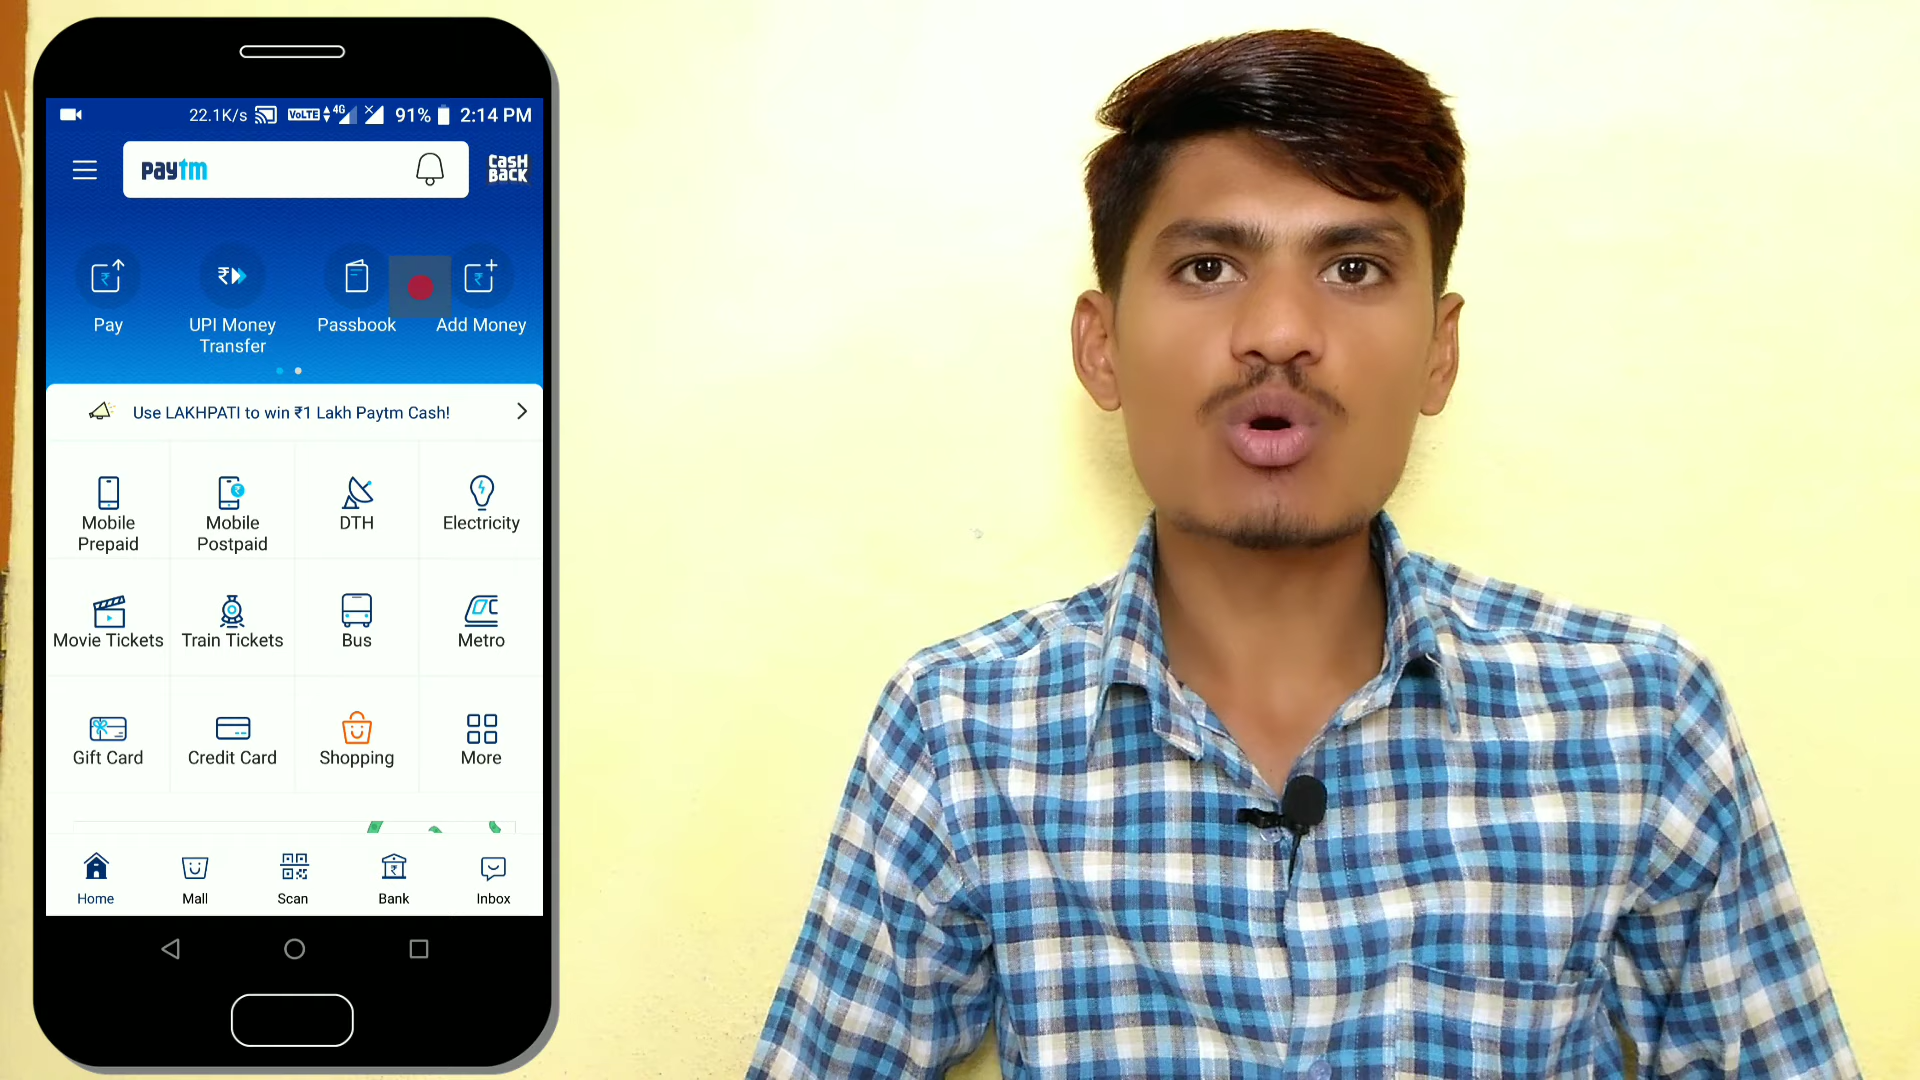 22.1K/s VoLTE 4G 91% 2:14 PM
paytm
CASH
BACK
Pay
UPI Money
Transfer
Passbook
Add Money
Use LAKHPATI to win ₹1 Lakh Paytm Cash!
Mobile
Prepaid
Mobile
Postpaid
DTH
Electricity
Movie Tickets
Train Tickets
Bus
Metro
Gift Card
Credit Card
Shopping
More
Home
Mall
Scan
Bank
Inbox